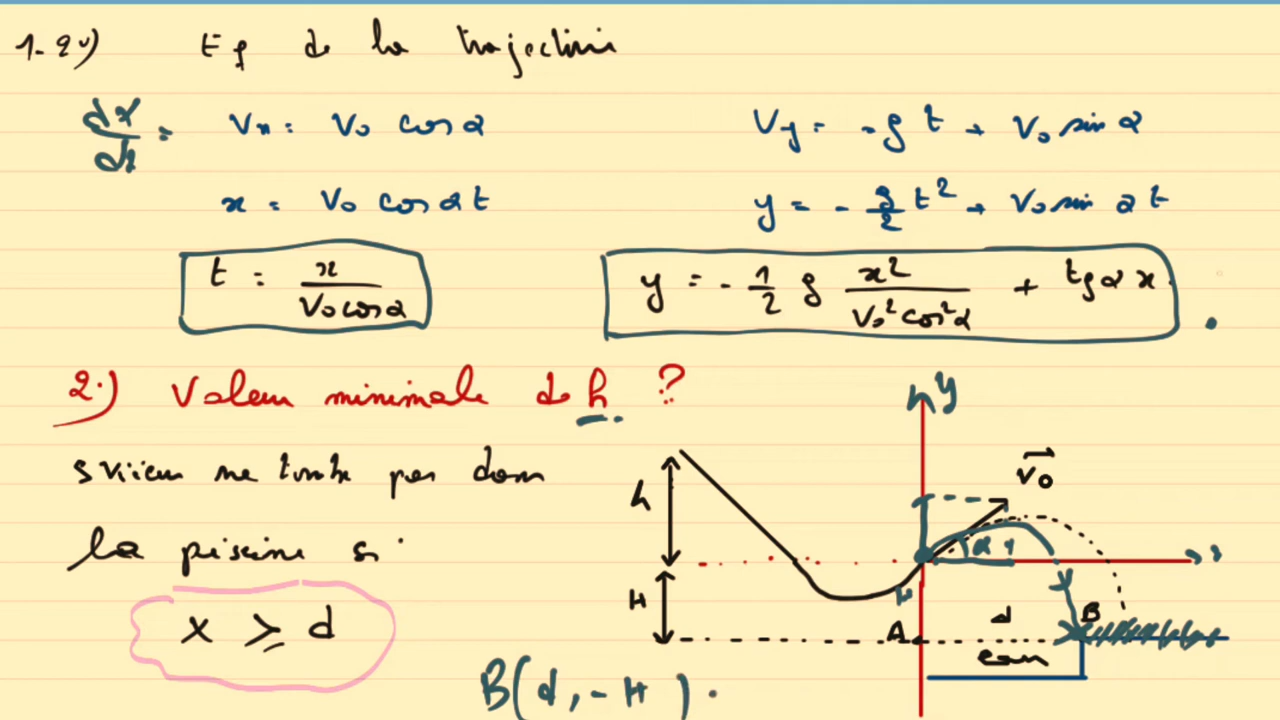 1-2°) Eq de la trajectoire
dx/dt = Vx = V₀ cos α
Vy = - g t + V₀ sin α
x = V₀ cos α t
y = - g/2 t² + V₀ sin α t
t = x / V₀ cos α
y = - 1/2 g x² / V₀² cos² α + tg α x
2·) Valeur minimale de h ?
skieur ne tombe pas dans
la piscine si
x ⩾ d
y
V₀
h
α
x
H
A
d
B
eau
B(d, -H)